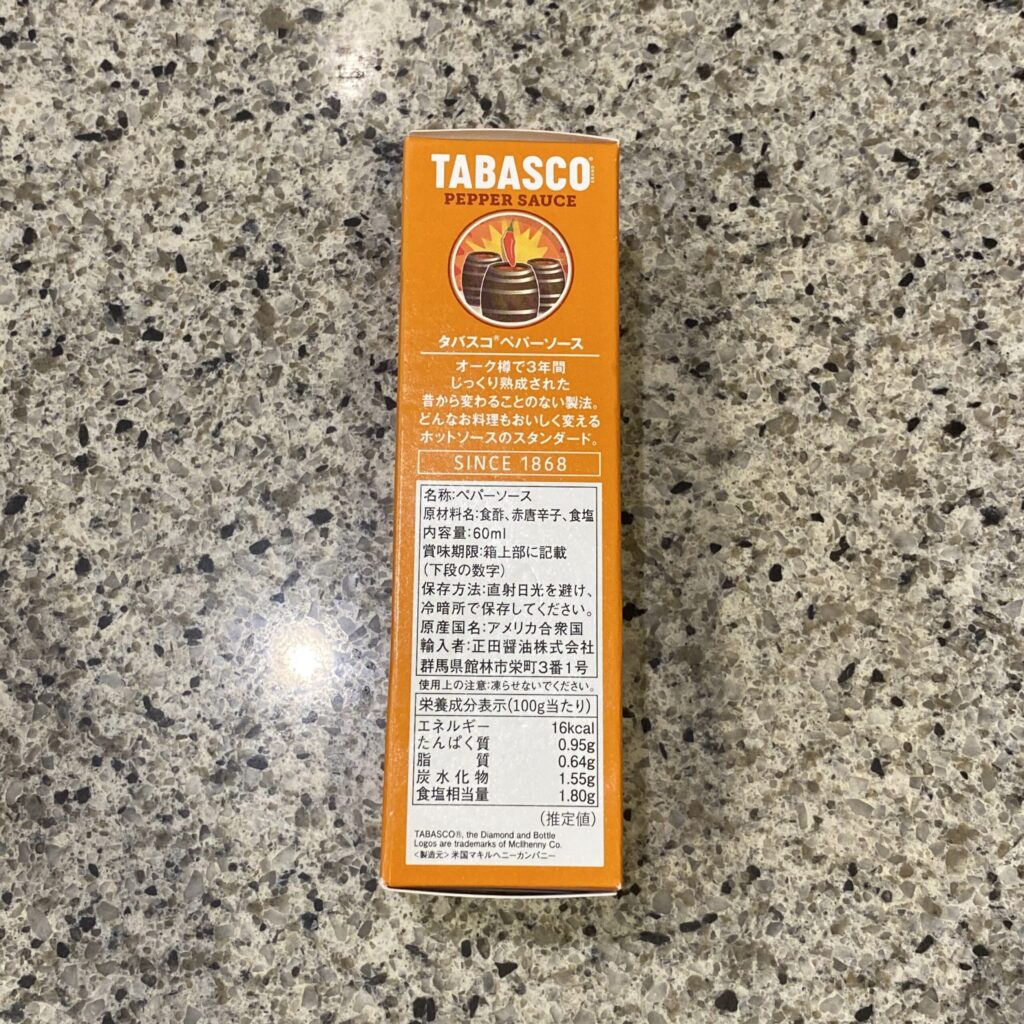 TABASCO®
PEPPER SAUCE
タバスコ®ペパーソース
オーク樽で3年間
じっくり熟成された
昔から変わることのない製法。
どんなお料理もおいしく変える
ホットソースのスタンダード。
SINCE 1868
名称:ペパーソース
原材料名:食酢、赤唐辛子、食塩
内容量:60ml
賞味期限:箱上部に記載
(下段の数字)
保存方法:直射日光を避け、
冷暗所で保存してください。
原産国名:アメリカ合衆国
輸入者:正田醤油株式会社
群馬県館林市栄町3番1号
使用上の注意:凍らせないでください。
栄養成分表示(100g当たり)
エネルギー 16kcal
たんぱく質 0.95g
脂質 0.64g
炭水化物 1.55g
食塩相当量 1.80g
(推定値)
TABASCO®, the Diamond and Bottle
Logos are trademarks of McIlhenny Co.
<製造元>米国マキルヘニーカンパニー